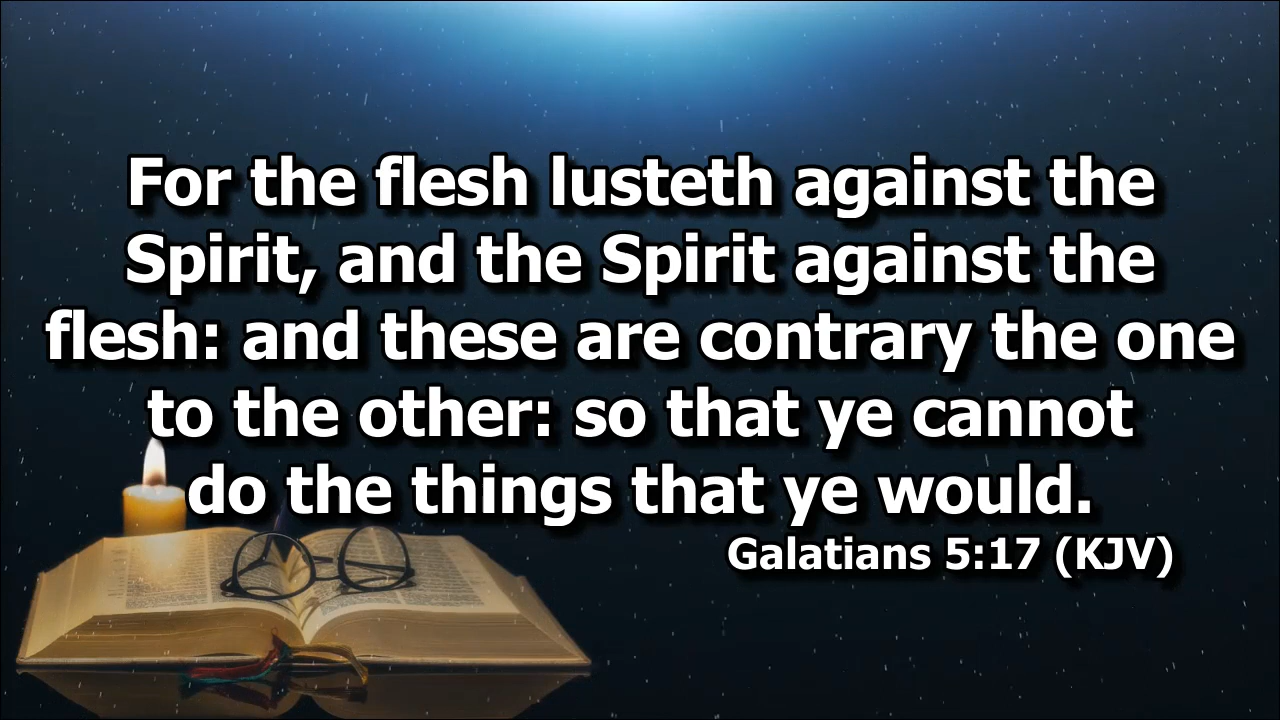 For the flesh lusteth against the
Spirit, and the Spirit against the
flesh: and these are contrary the one
to the other: so that ye cannot
do the things that ye would.
Galatians 5:17 (KJV)